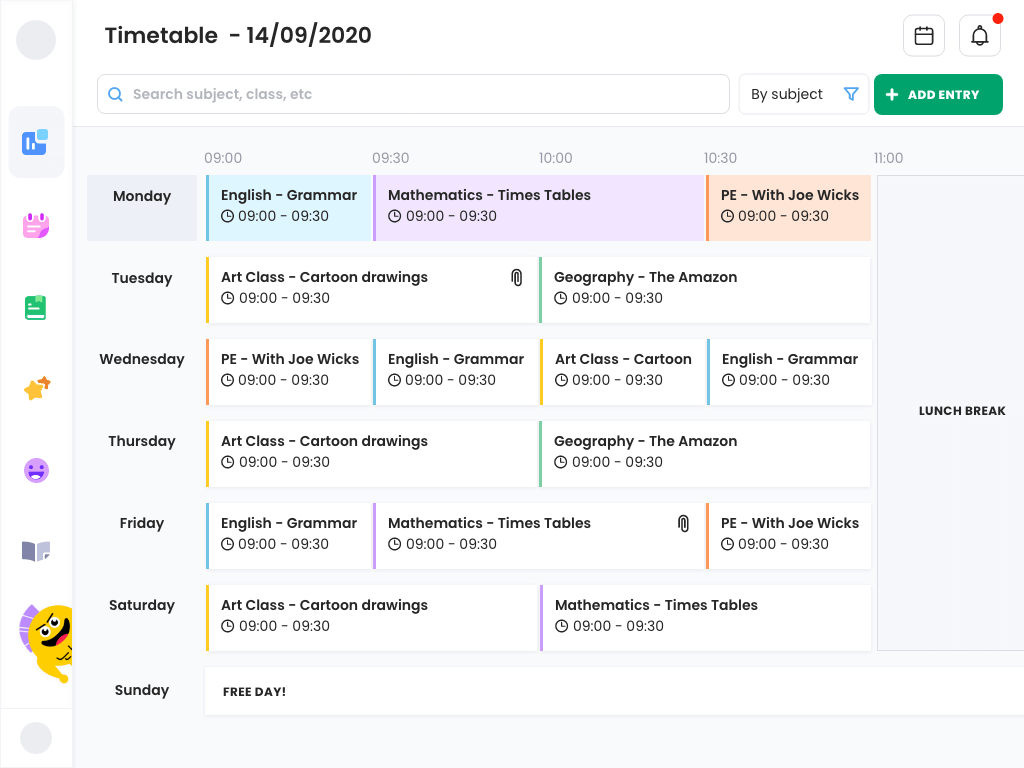 Timetable - 14/09/2020
Search subject, class, etc
By subject
ADD ENTRY
09:00 09:30 10:00 10:30 11:00
Monday
English - Grammar
09:00 - 09:30
Mathematics - Times Tables
09:00 - 09:30
PE - With Joe Wicks
09:00 - 09:30
Tuesday
Art Class - Cartoon drawings
09:00 - 09:30
Geography - The Amazon
09:00 - 09:30
Wednesday
PE - With Joe Wicks
09:00 - 09:30
English - Grammar
09:00 - 09:30
Art Class - Cartoon
09:00 - 09:30
English - Grammar
09:00 - 09:30
LUNCH BREAK
Thursday
Art Class - Cartoon drawings
09:00 - 09:30
Geography - The Amazon
09:00 - 09:30
Friday
English - Grammar
09:00 - 09:30
Mathematics - Times Tables
09:00 - 09:30
PE - With Joe Wicks
09:00 - 09:30
Saturday
Art Class - Cartoon drawings
09:00 - 09:30
Mathematics - Times Tables
09:00 - 09:30
Sunday
FREE DAY!